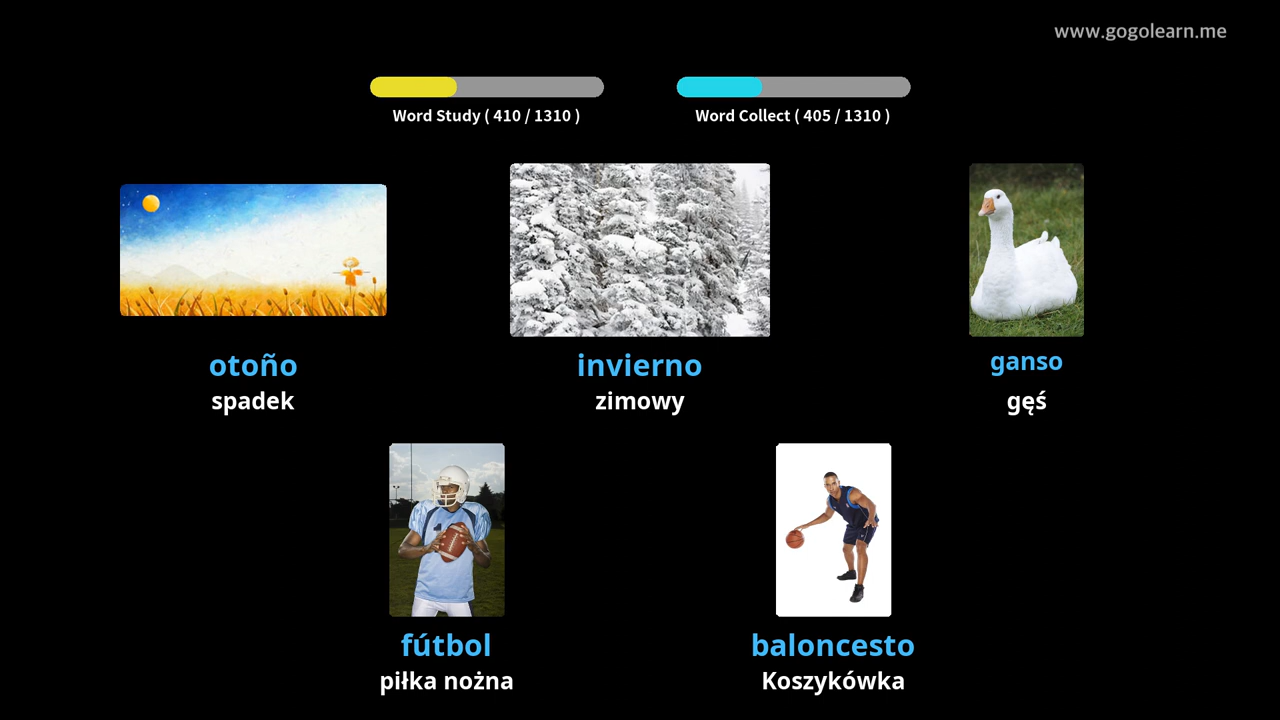 www.gogolearn.me
Word Study ( 410 / 1310 )
Word Collect ( 405 / 1310 )
otoño
spadek
invierno
zimowy
ganso
gęś
fútbol
piłka nożna
baloncesto
Koszykówka